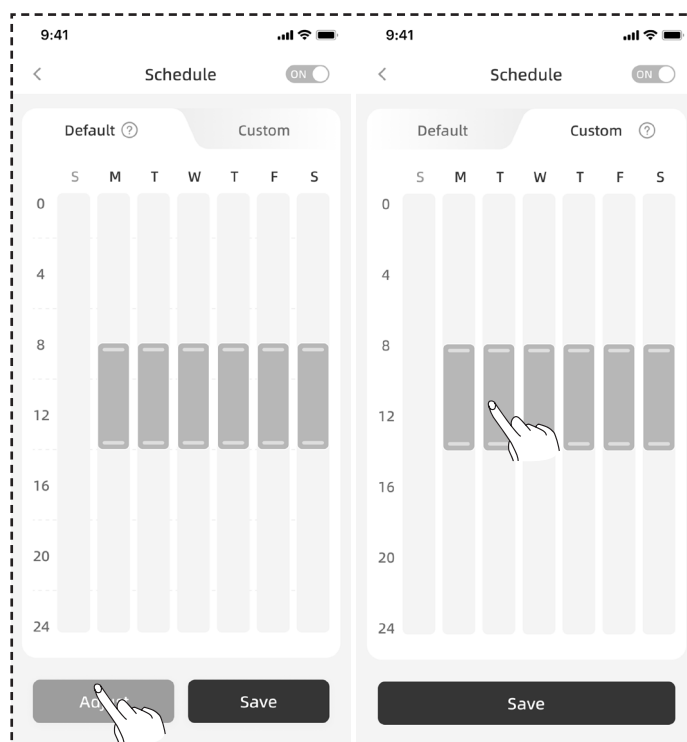 9:41
Schedule
ON
Default ?
Custom
S M T W T F S
0
4
8
12
16
20
24
Save
9:41
Schedule
ON
Default
Custom ?
S M T W T F S
0
4
8
12
16
20
24
Save